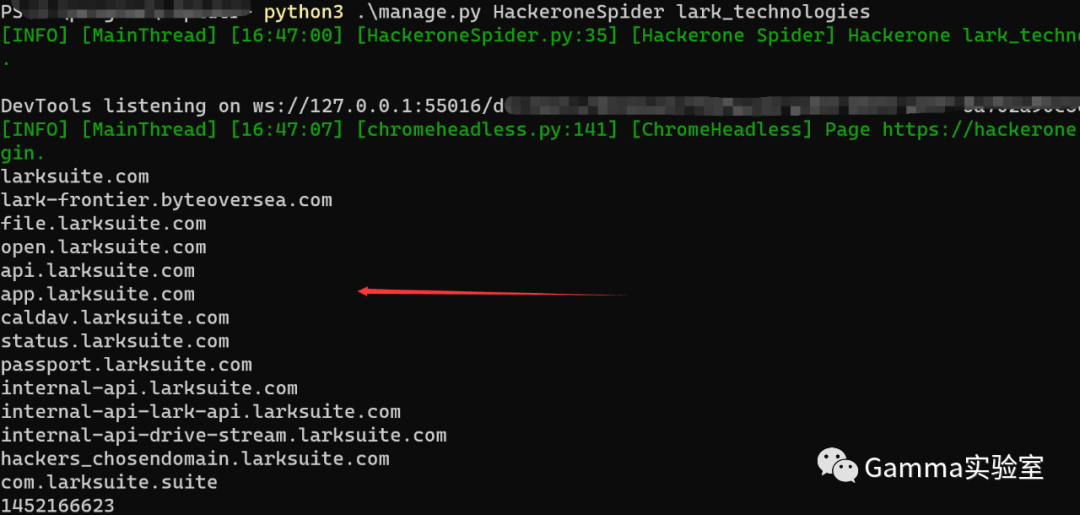 PS python3 .\manage.py HackeroneSpider lark_technologies
[INFO] [MainThread] [16:47:00] [HackeroneSpider.py:35] [Hackerone Spider] Hackerone lark_techno
.
DevTools listening on ws://127.0.0.1:55016/d
[INFO] [MainThread] [16:47:07] [chromeheadless.py:141] [ChromeHeadless] Page https://hackerone
gin.
larksuite.com
lark-frontier.byteoversea.com
file.larksuite.com
open.larksuite.com
api.larksuite.com
app.larksuite.com
caldav.larksuite.com
status.larksuite.com
passport.larksuite.com
internal-api.larksuite.com
internal-api-lark-api.larksuite.com
internal-api-drive-stream.larksuite.com
hackers_chosendomain.larksuite.com
com.larksuite.suite
1452166623
Gamma实验室